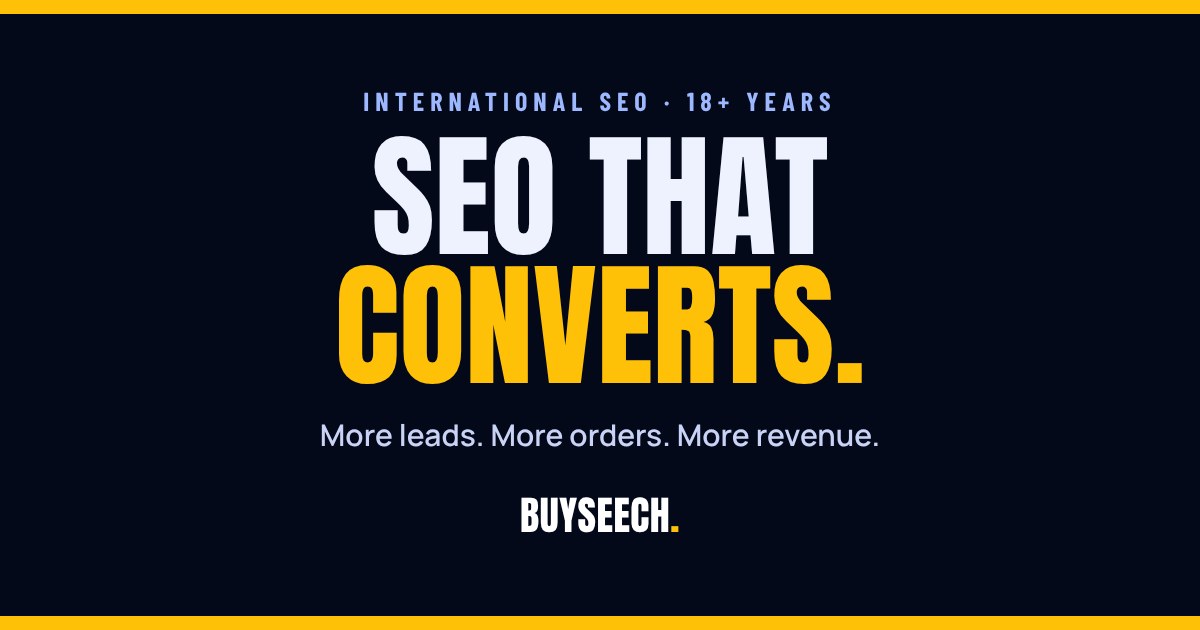 INTERNATIONAL SEO · 18+ YEARS
SEO THAT
CONVERTS.
More leads. More orders. More revenue.
BUYSEECH.